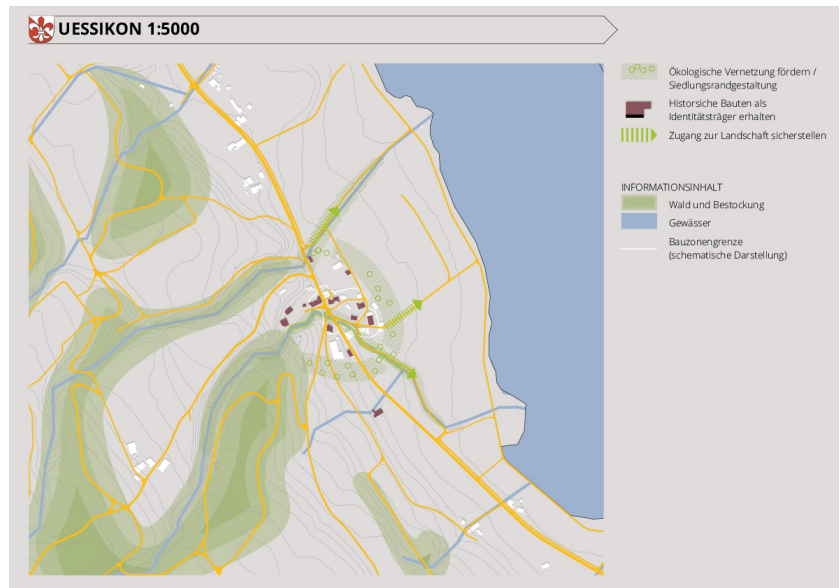 UESSIKON 1:5000
Ökologische Vernetzung fördern /
Siedlungsrandgestaltung
Historsiche Bauten als
Identitätsträger erhalten
Zugang zur Landschaft sicherstellen
INFORMATIONSINHALT
Wald und Bestockung
Gewässer
Bauzonengrenze
(schematische Darstellung)